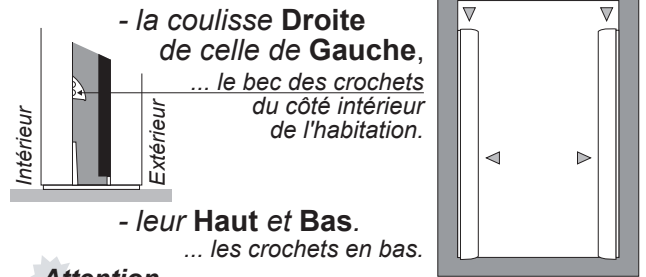 - la coulisse Droite
de celle de Gauche,
... le bec des crochets
du côté intérieur
de l'habitation.
Intérieur
Extérieur
- leur Haut et Bas.
... les crochets en bas.
Attention